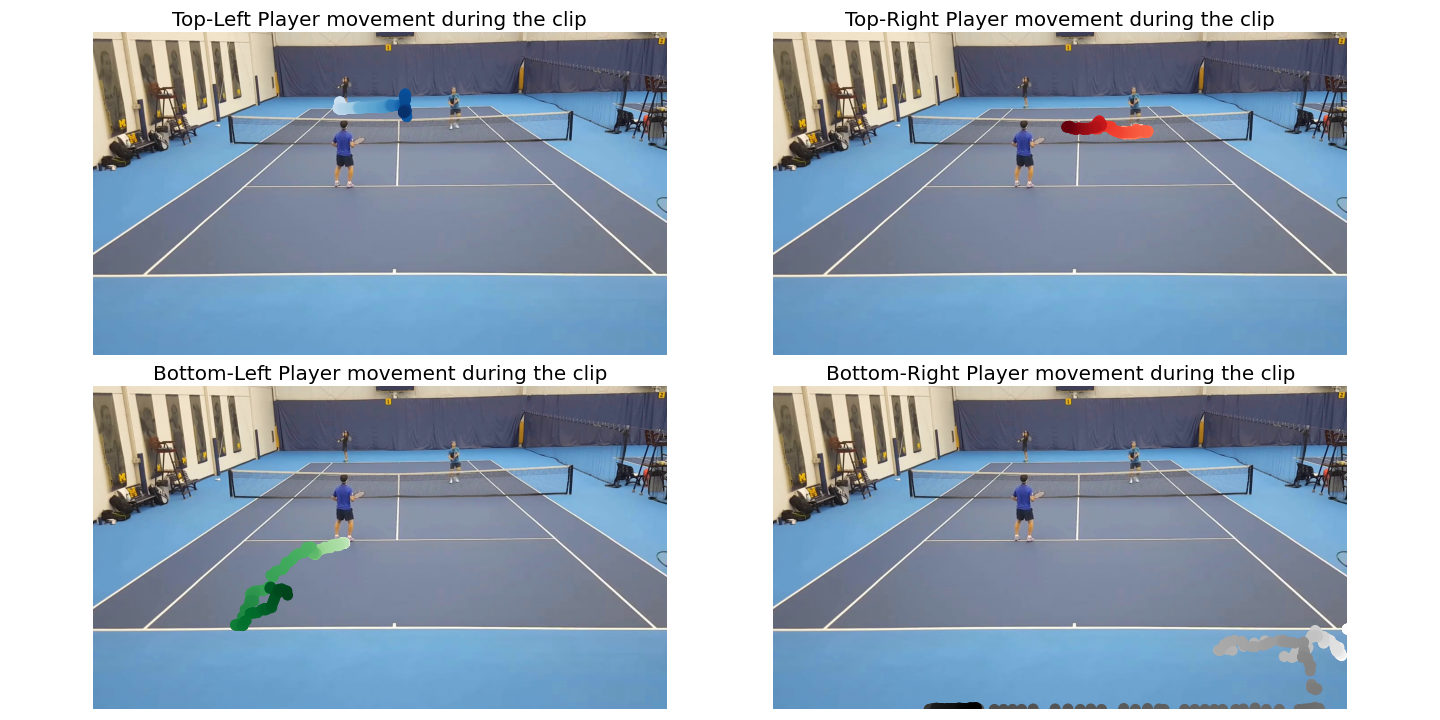 Top-Left Player movement during the clip
Top-Right Player movement during the clip
Bottom-Left Player movement during the clip
Bottom-Right Player movement during the clip